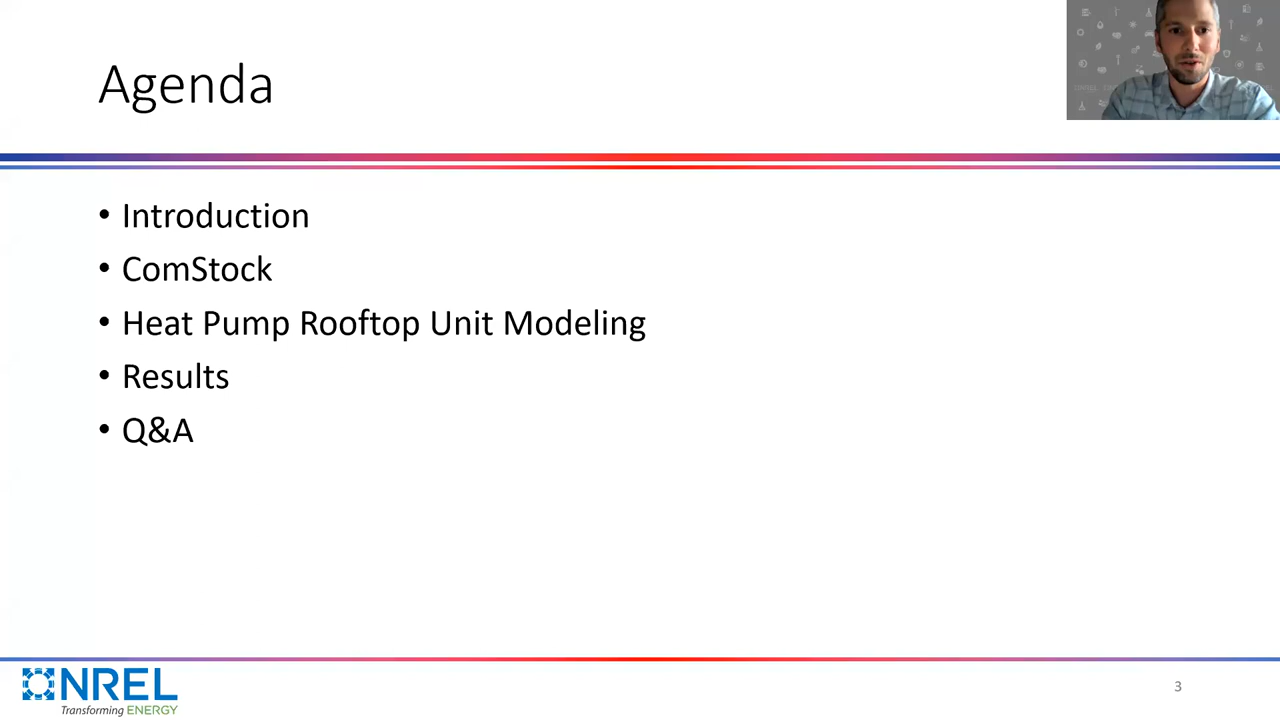 Agenda
• Introduction
• ComStock
• Heat Pump Rooftop Unit Modeling
• Results
• Q&A
NREL
Transforming ENERGY
3